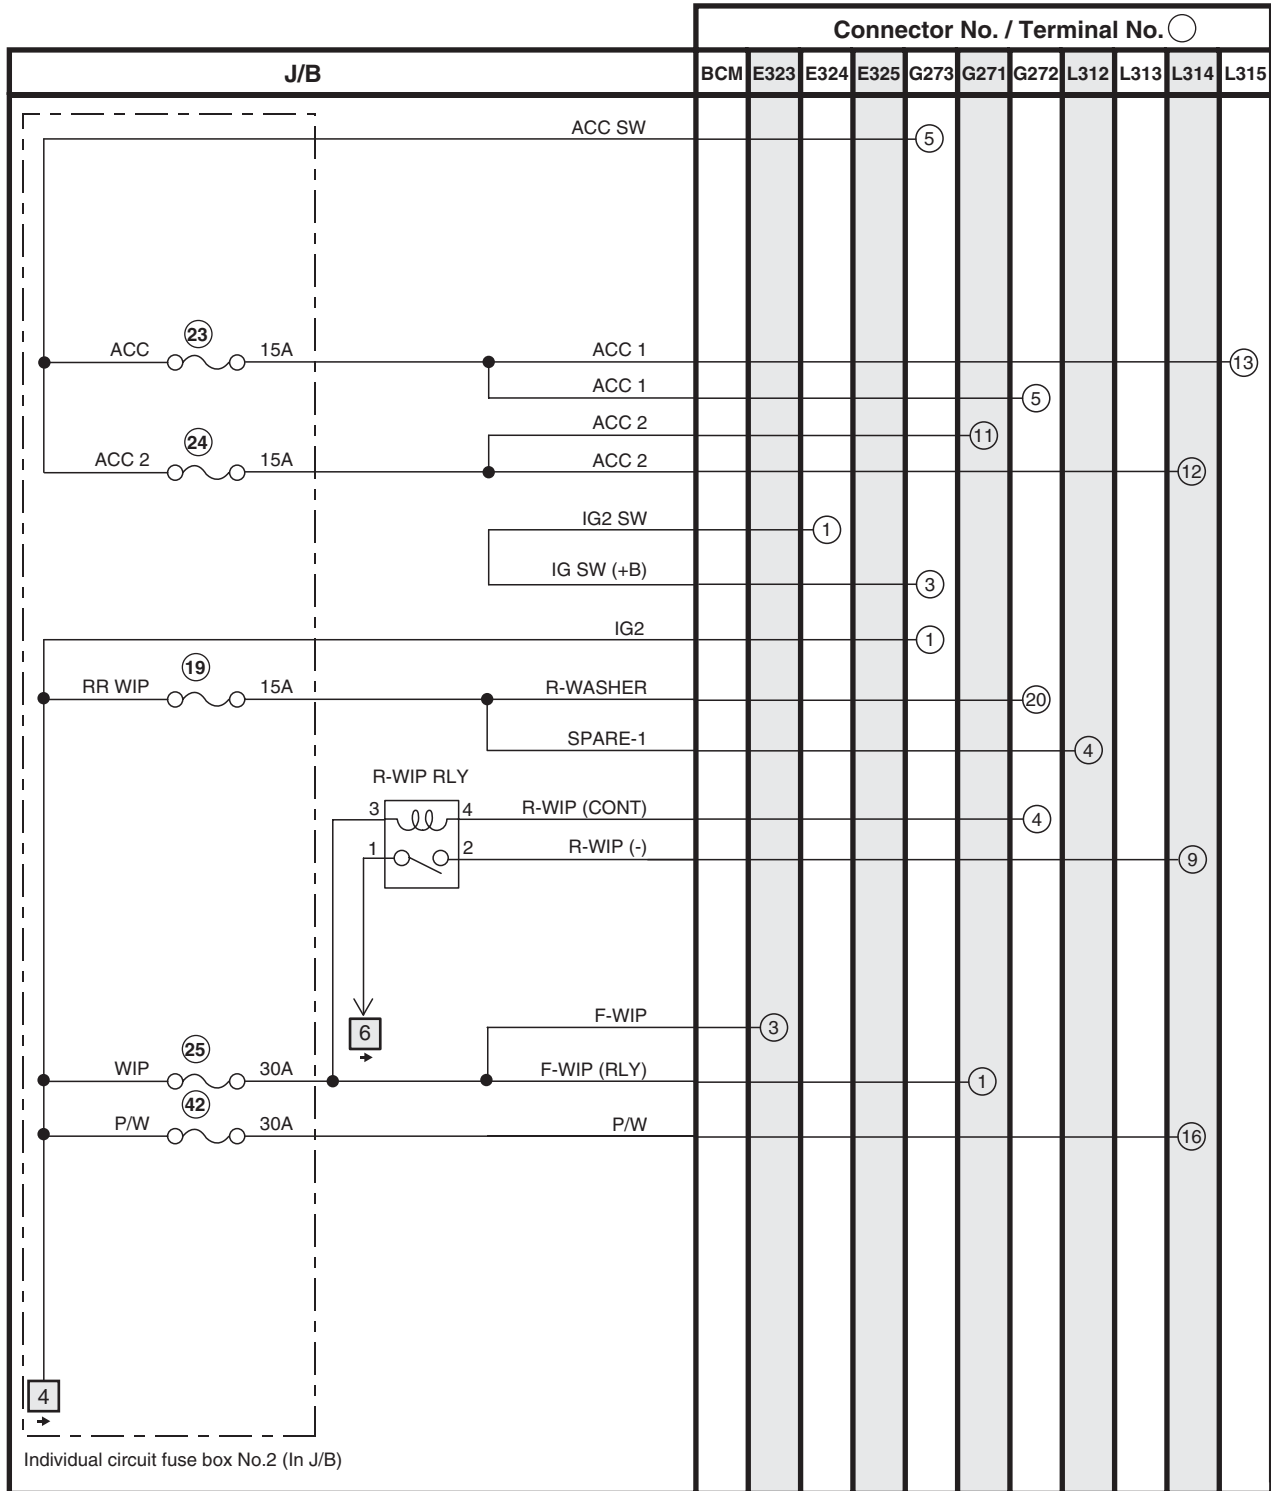 Connector No. / Terminal No.
J/B
BCM E323 E324 E325 G273 G271 G272 L312 L313 L314 L315
ACC SW 5
ACC 23 15A ACC 1 13
ACC 1 5
ACC 2 11
ACC 2 24 15A ACC 2 12
IG2 SW 1
IG SW (+B) 3
IG2 1
RR WIP 19 15A R-WASHER 20
SPARE-1 4
R-WIP RLY
3 4 R-WIP (CONT) 4
1 2 R-WIP (-) 9
6
F-WIP 3
WIP 25 30A F-WIP (RLY) 1
P/W 42 30A P/W 16
4
Individual circuit fuse box No.2 (In J/B)